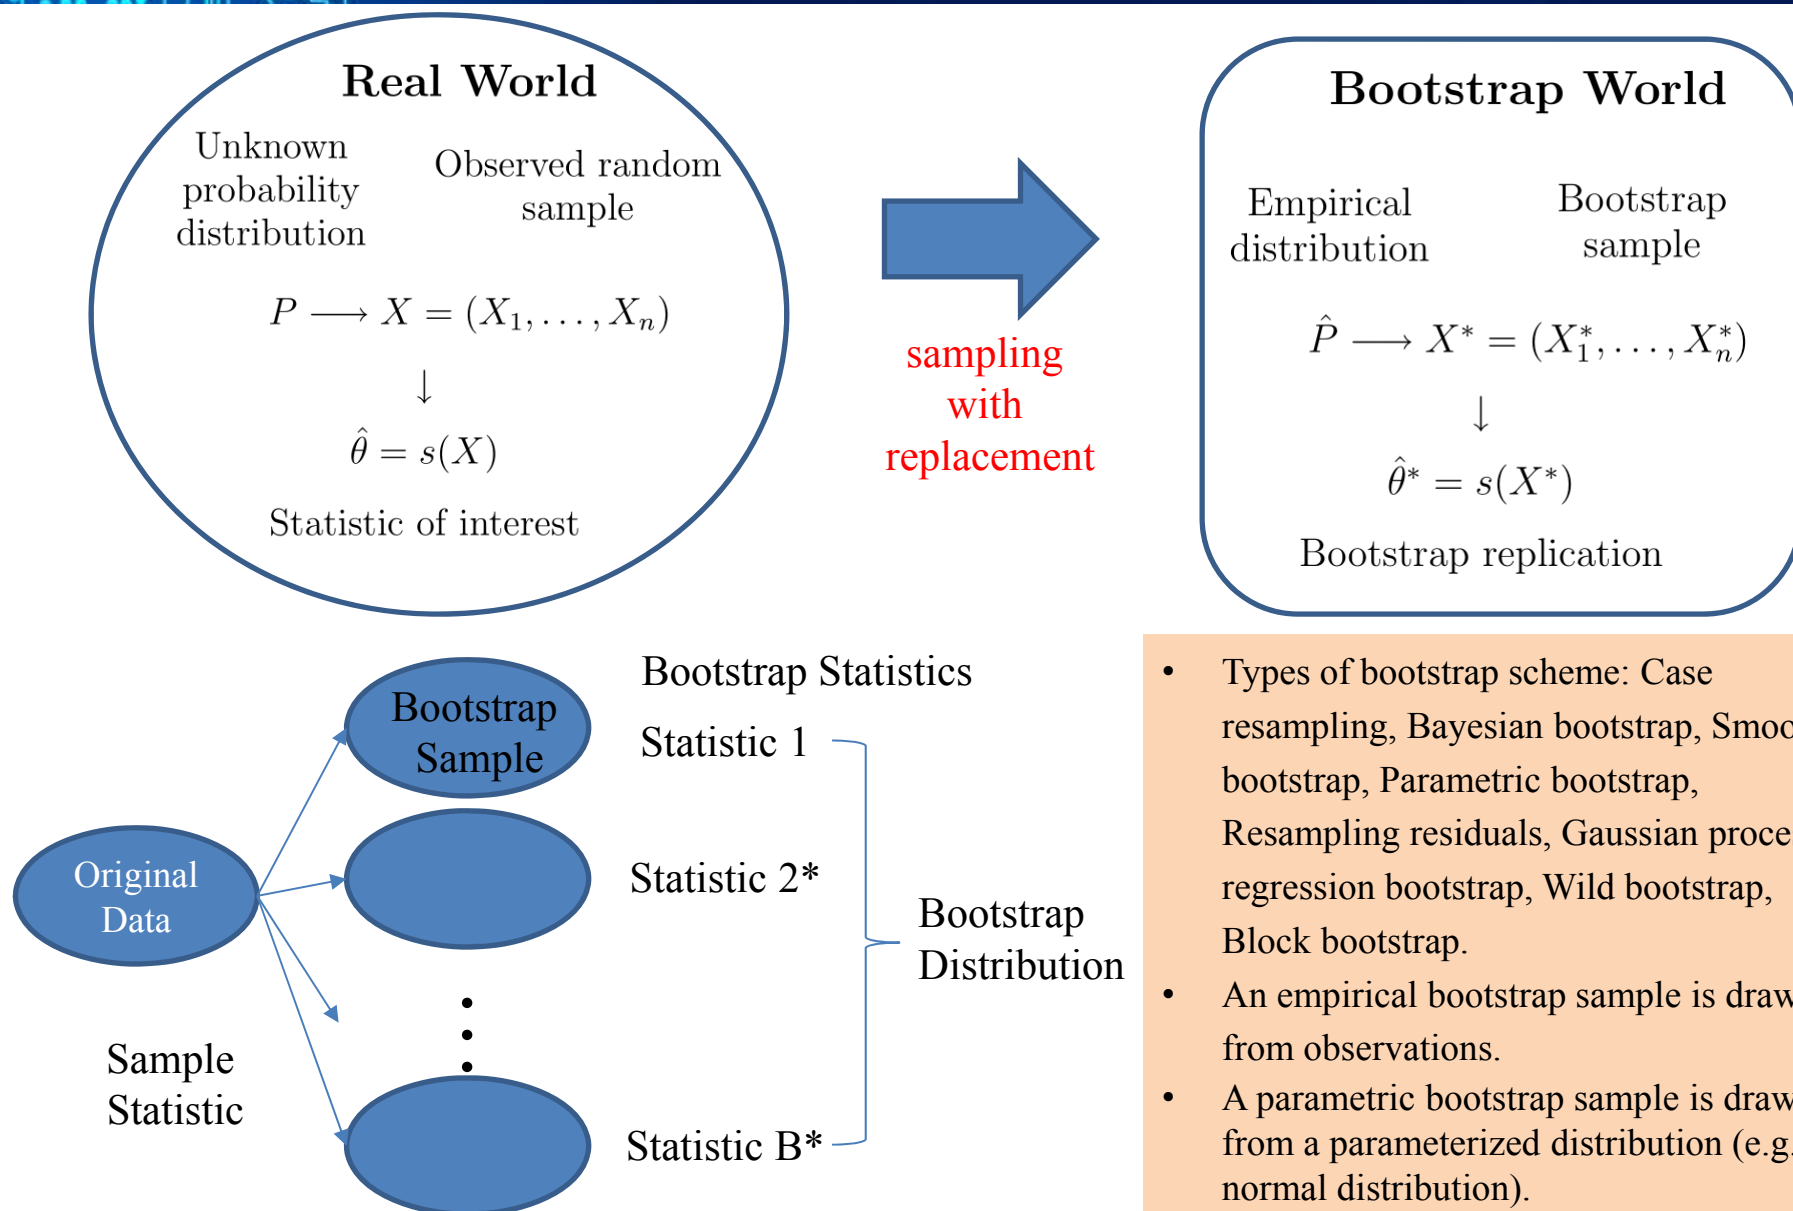 Real World
Unknown
probability
distribution
Observed random
sample
P ⟶ X = (X₁, . . . , Xₙ)
↓
θ̂ = s(X)
Statistic of interest
sampling
with
replacement
Bootstrap World
Empirical
distribution
Bootstrap
sample
P̂ ⟶ X* = (X₁*, . . . , Xₙ*)
↓
θ̂* = s(X*)
Bootstrap replication
Original
Data
Sample
Statistic
Bootstrap
Sample
Bootstrap Statistics
Statistic 1
Statistic 2*
Statistic B*
Bootstrap
Distribution
• Types of bootstrap scheme: Case
resampling, Bayesian bootstrap,
bootstrap, Parametric bootstrap,
Resampling residuals, Gaussian
regression bootstrap, Wild bootstrap,
Block bootstrap.
• An empirical bootstrap sample is
from observations.
• A parametric bootstrap sample is
from a parameterized distribution (e.g.
normal distribution).